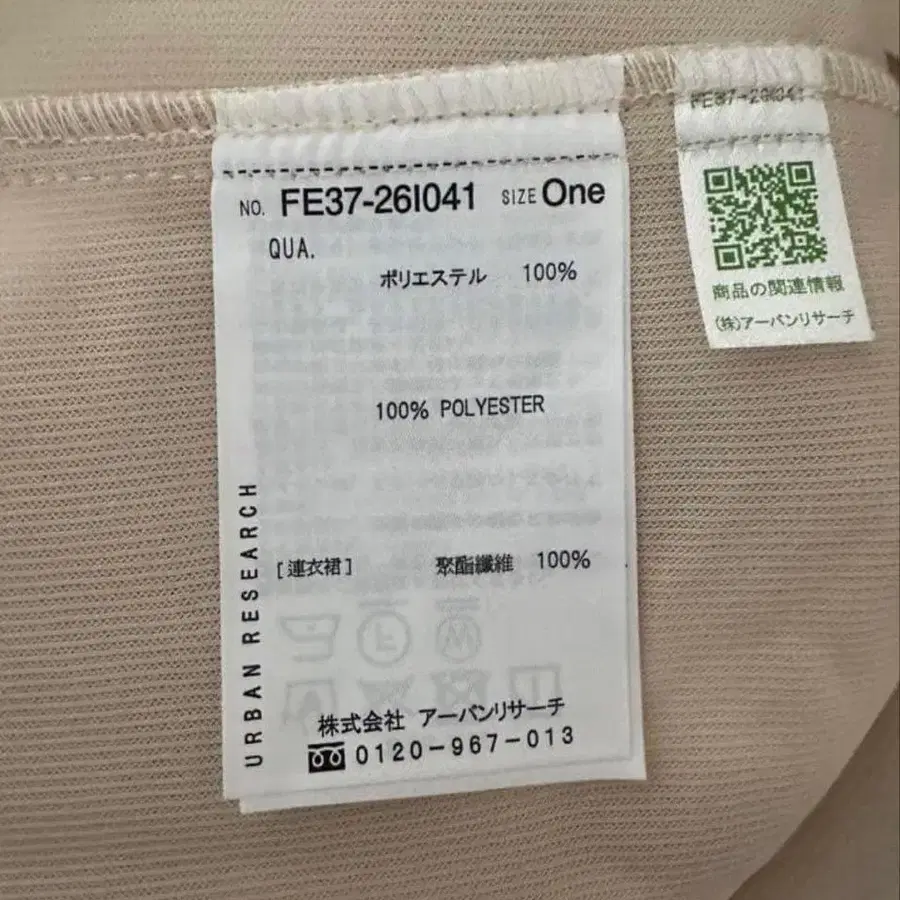 NO. FE37-26I041 SIZE One
QUA.
ポリエステル 100%
100% POLYESTER
[連衣裙] 聚酯纖維 100%
URBAN RESEARCH
株式会社 アーバンリサーチ
0120-967-013
FE37-26I041
商品の関連情報
(株)アーバンリサーチ